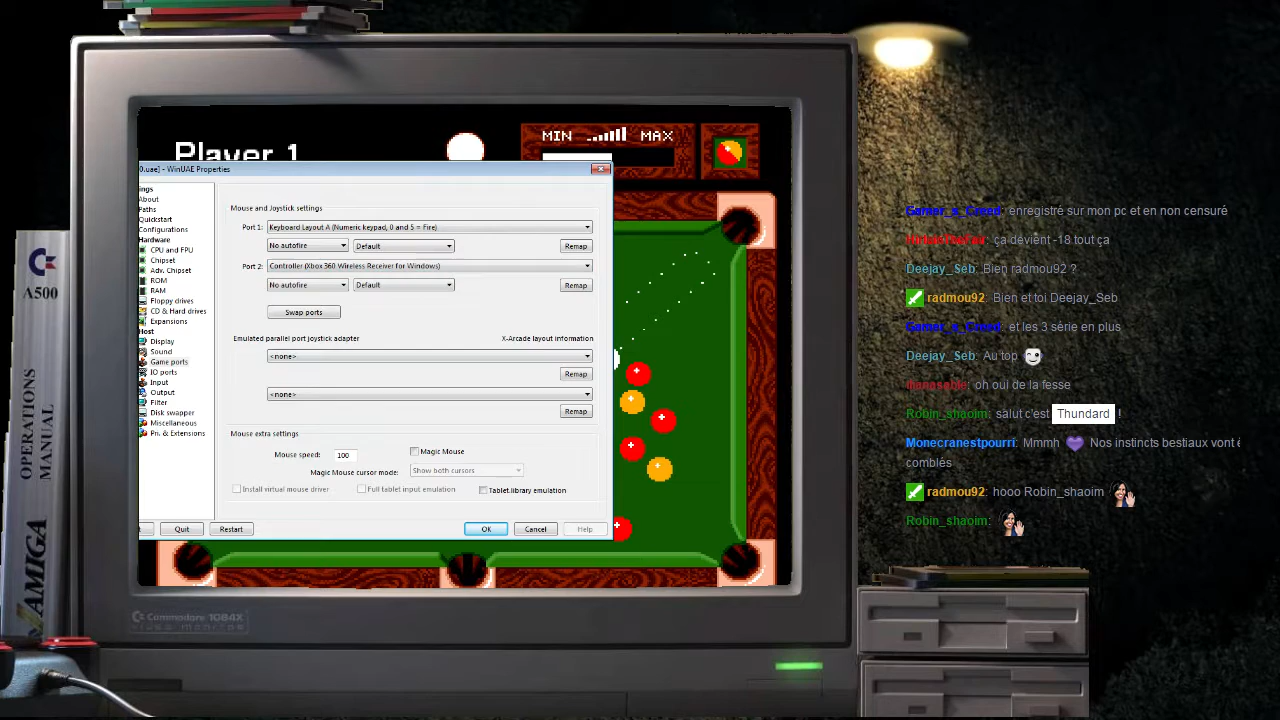 Player 1
MIN MAX
0.uae] - WinUAE Properties
ings
About
Paths
Quickstart
Configurations
Hardware
CPU and FPU
Chipset
Adv. Chipset
ROM
RAM
Floppy drives
CD & Hard drives
Expansions
Host
Display
Sound
Game ports
IO ports
Input
Output
Filter
Disk swapper
Miscellaneous
Pri. & Extensions
Mouse and Joystick settings
Port 1: Keyboard Layout A (Numeric keypad, 0 and 5 = Fire)
No autofire Default Remap
Port 2: Controller (Xbox 360 Wireless Receiver for Windows)
No autofire Default Remap
Swap ports
Emulated parallel port joystick adapter X-Arcade layout information
<none>
Remap
<none>
Remap
Mouse extra settings
Mouse speed: 100 Magic Mouse
Magic Mouse cursor mode: Show both cursors
Install virtual mouse driver Full tablet input emulation Tablet.library emulation
Quit Restart OK Cancel Help
A500
OPERATIONS
MANUAL
AMIGA
Commodore 1084X
Gamer_x_Creed: enregistré sur mon pc et en non censuré
ça devient -18 tout ça
Deejay_Seb: Bien radmou92 ?
radmou92: Bien et toi Deejay_Seb
Gamer_x_Creed: et les 3 série en plus
Deejay_Seb: Au top
oh oui de la fesse
Robin_shaoim: salut c'est Thundard !
Monecranestpourri: Mmmh Nos instincts bestiaux vont ê
comblés
radmou92: hooo Robin_shaoim
Robin_shaoim: